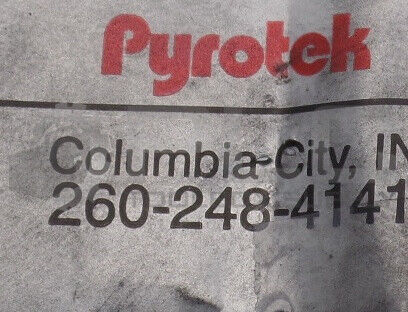 Pyrotek
Columbia City, IN
260-248-4141